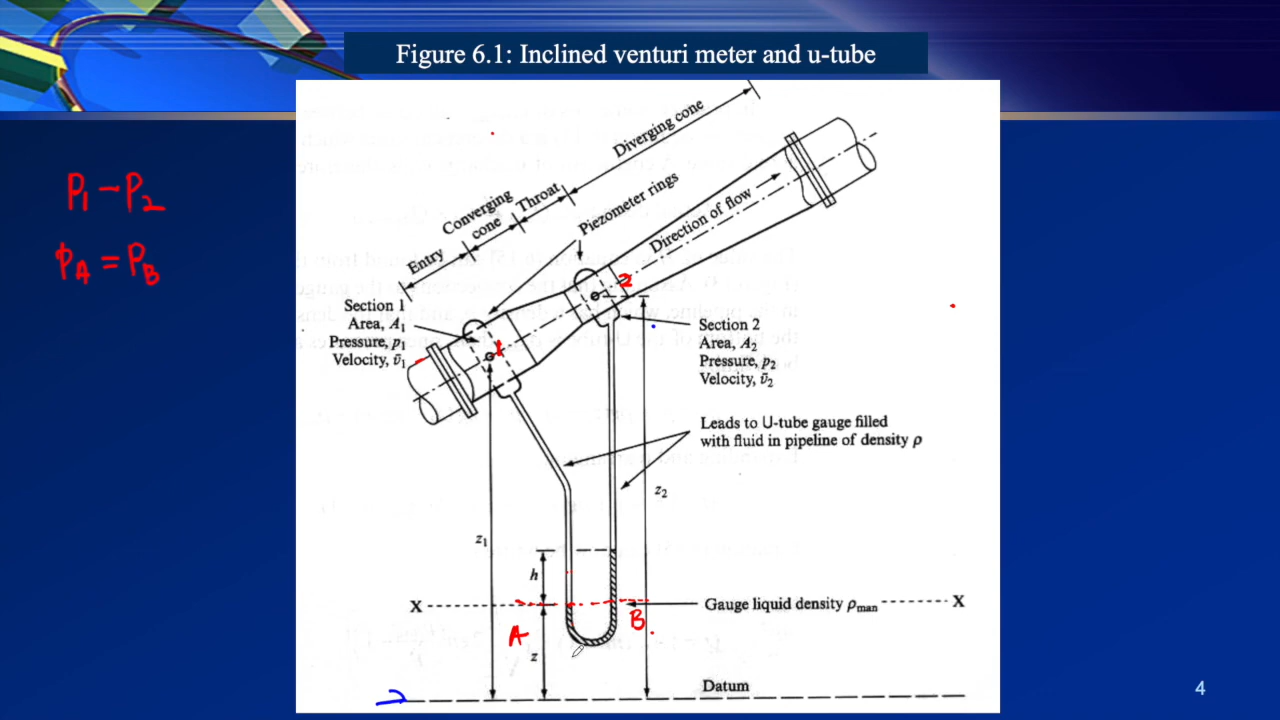 Figure 6.1: Inclined venturi meter and u-tube
P1 – P2
PA = PB
Diverging cone
Throat
Converging
cone
Entry
Piezometer rings
Direction of flow
Section 1
Area, A1
Pressure, p1
Velocity, v̄1
1
2
Section 2
Area, A2
Pressure, p2
Velocity, v̄2
Leads to U-tube gauge filled
with fluid in pipeline of density ρ
z2
z1
h
X
Gauge liquid density ρman
X
A
B
z
Datum
4